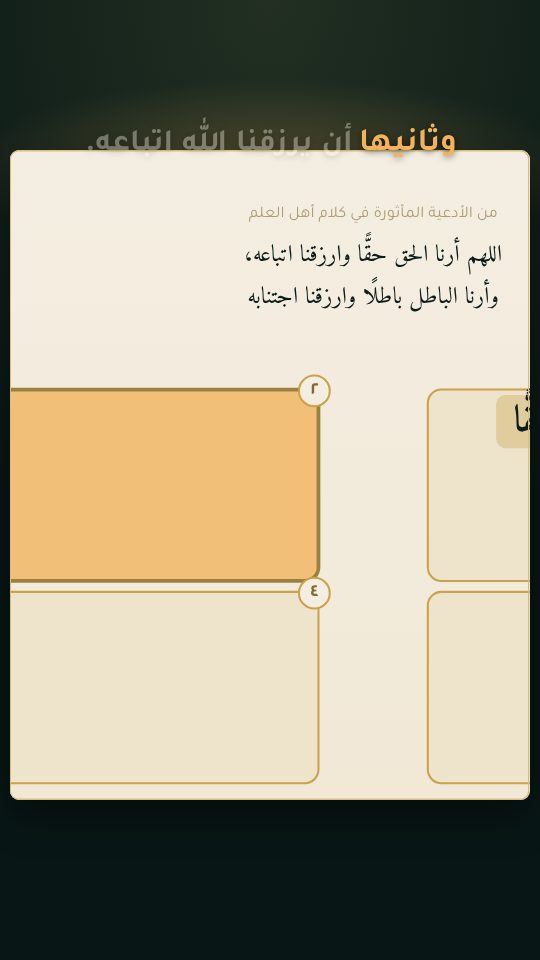 وثانيها أن يرزقنا الله اتباعه.
من الأدعية المأثورة في كلام أهل العلم
اللهم أرنا الحق حقًّا وارزقنا اتباعه،
وأرنا الباطل باطلًا وارزقنا اجتنابه
٢
٤